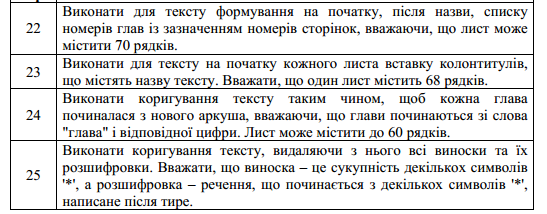 22
Виконати для тексту формування на початку, після назви, списку
номерів глав із зазначенням номерів сторінок, вважаючи, що лист може
містити 70 рядків.
23
Виконати для тексту на початку кожного листа вставку колонтитулів,
що містять назву тексту. Вважати, що один лист містить 68 рядків.
24
Виконати коригування тексту таким чином, щоб кожна глава
починалася з нового аркуша, вважаючи, що глави починаються зі слова
"глава" і відповідної цифри. Лист може містити до 60 рядків.
25
Виконати коригування тексту, видаляючи з нього всі виноски та їх
розшифровки. Вважати, що виноска – це сукупність декількох символів
'*', а розшифровка – речення, що починається з декількох символів '*',
написане після тире.